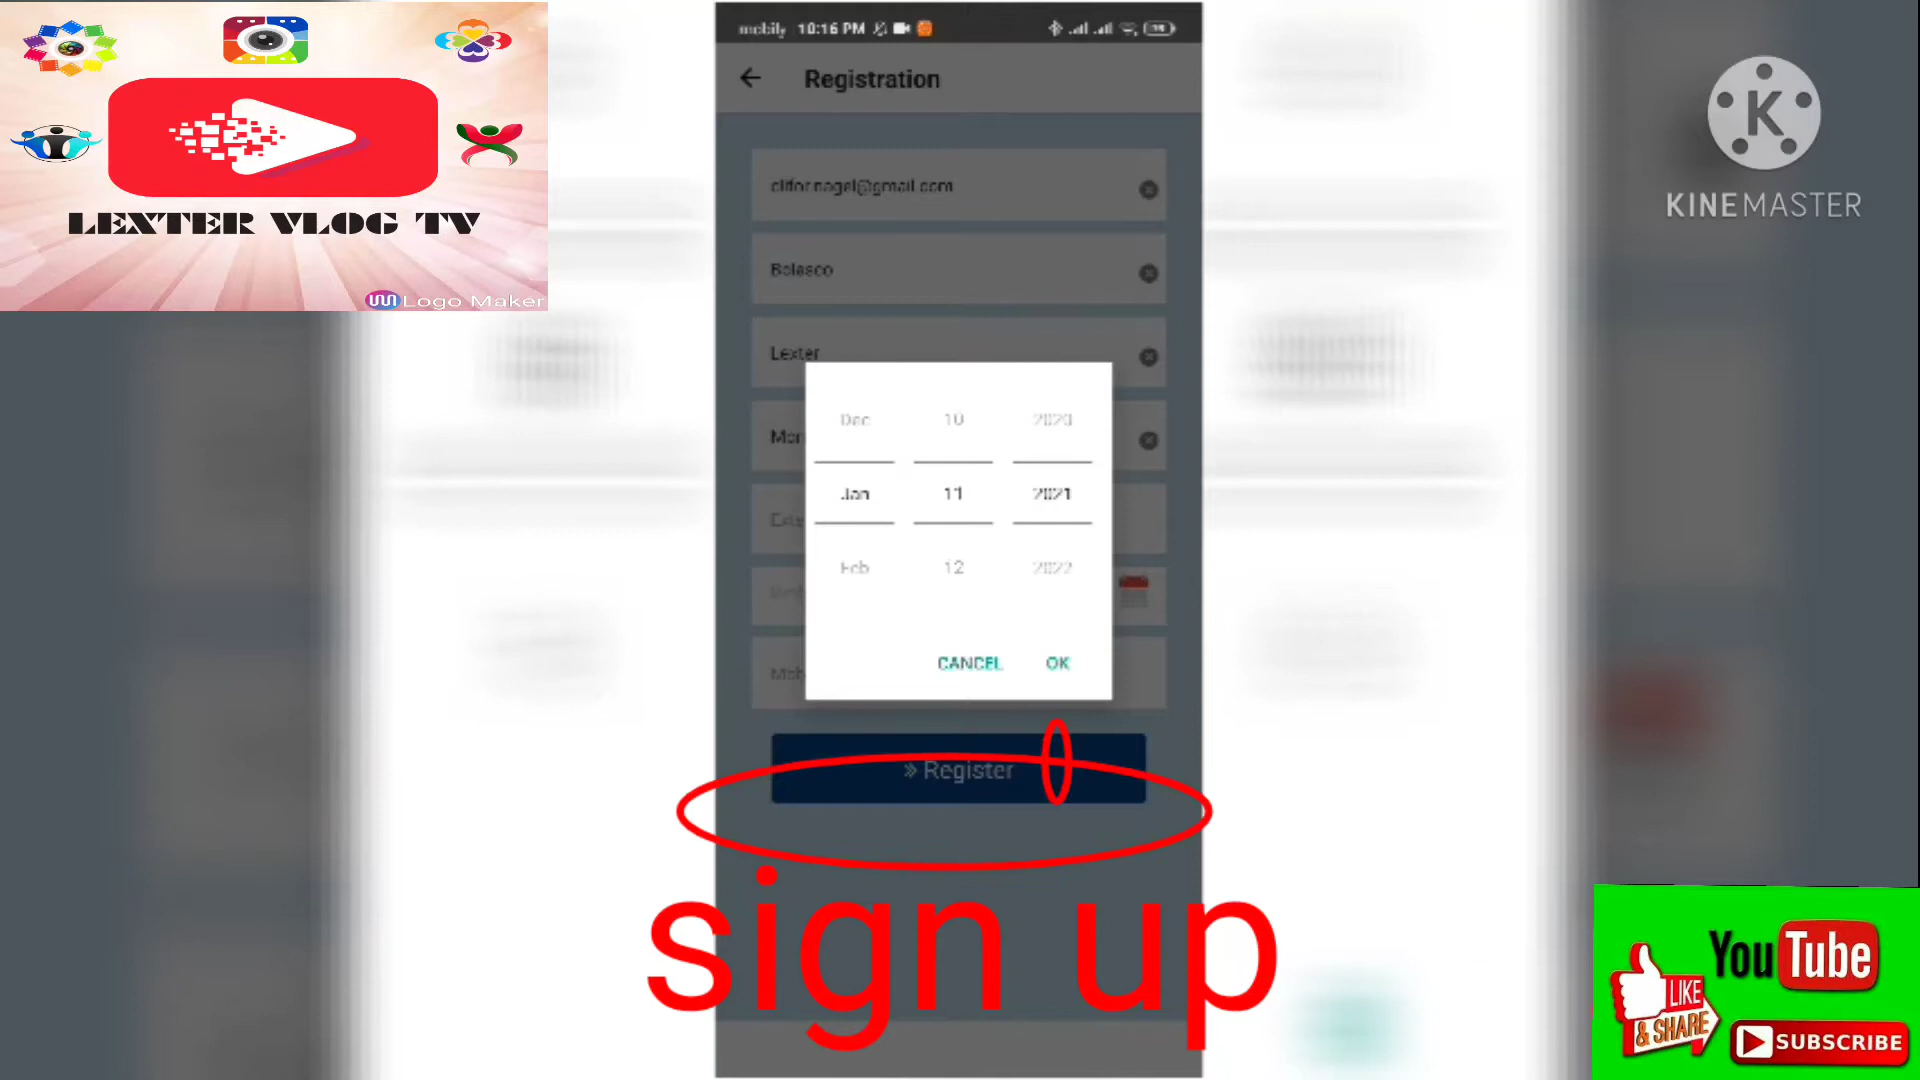 mobily 10:16 PM
Registration
Bolasco
Lexter
Dec 10 2020
Jan 11 2021
Feb 12 2022
CANCEL OK
» Register
sign up
LEXTER VLOG TV
Logo Maker
K
KINEMASTER
YouTube
LIKE
& SHARE
SUBSCRIBE